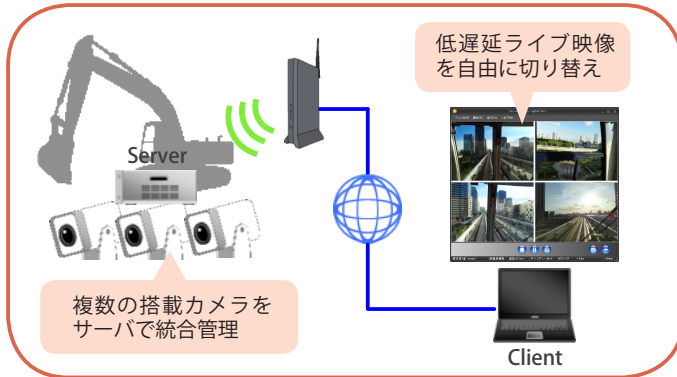 低遅延ライブ映像
を自由に切り替え
Server
複数の搭載カメラを
サーバで統合管理
Client